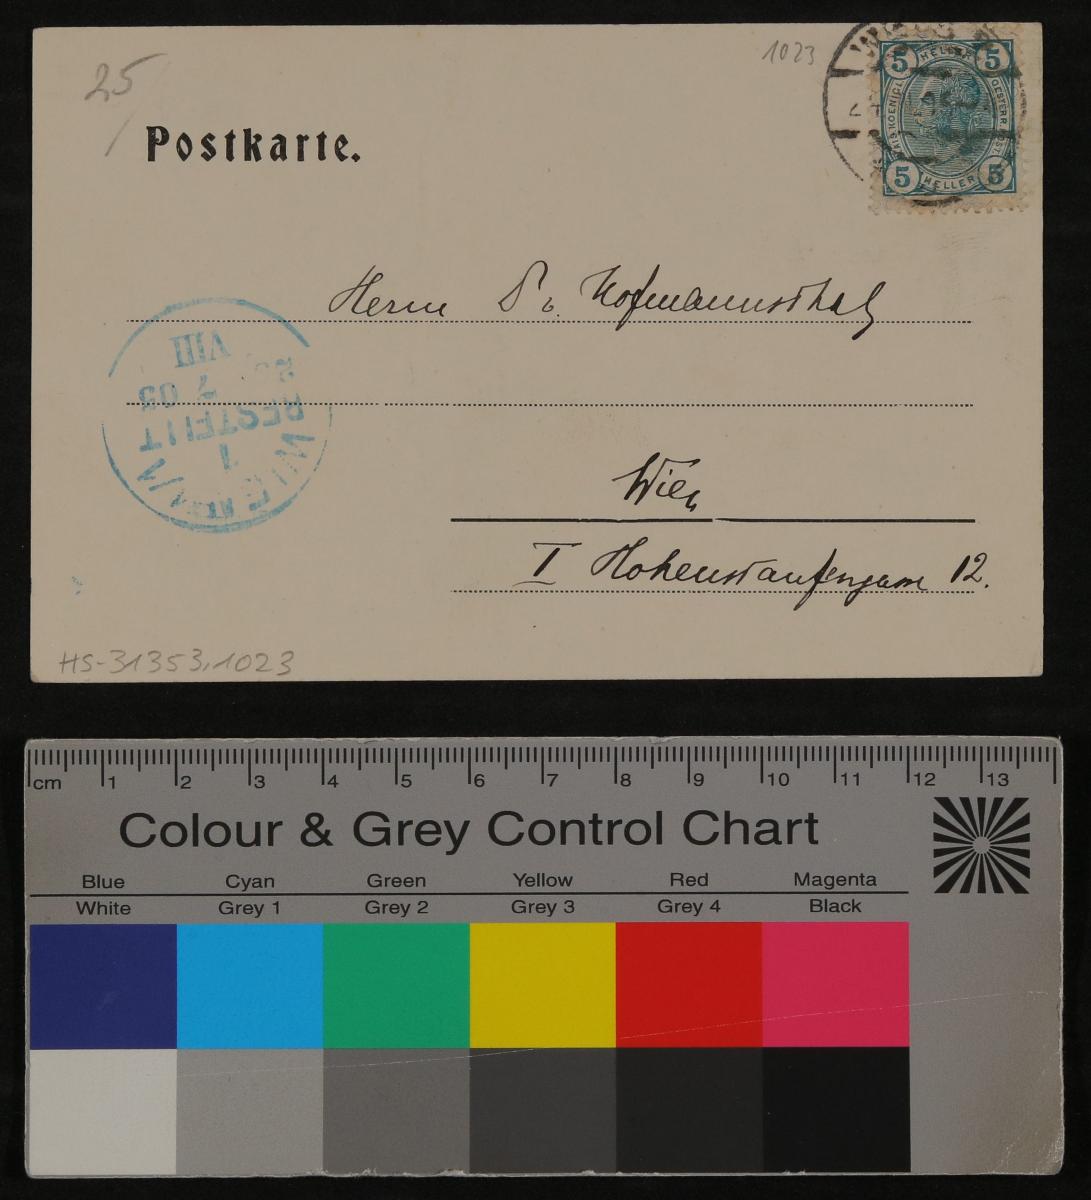 25
1023
Postkarte.
5 HELLER 5
5 HELLER 5
Herrn Dr. Hofmannsthal
VIII
7 05
BESTELLT
WIEN
1
Wien
I Hohenstaufengasse 12.
HS-31353,1023
cm 1 2 3 4 5 6 7 8 9 10 11 12 13
Colour & Grey Control Chart
Blue Cyan Green Yellow Red Magenta
White Grey 1 Grey 2 Grey 3 Grey 4 Black